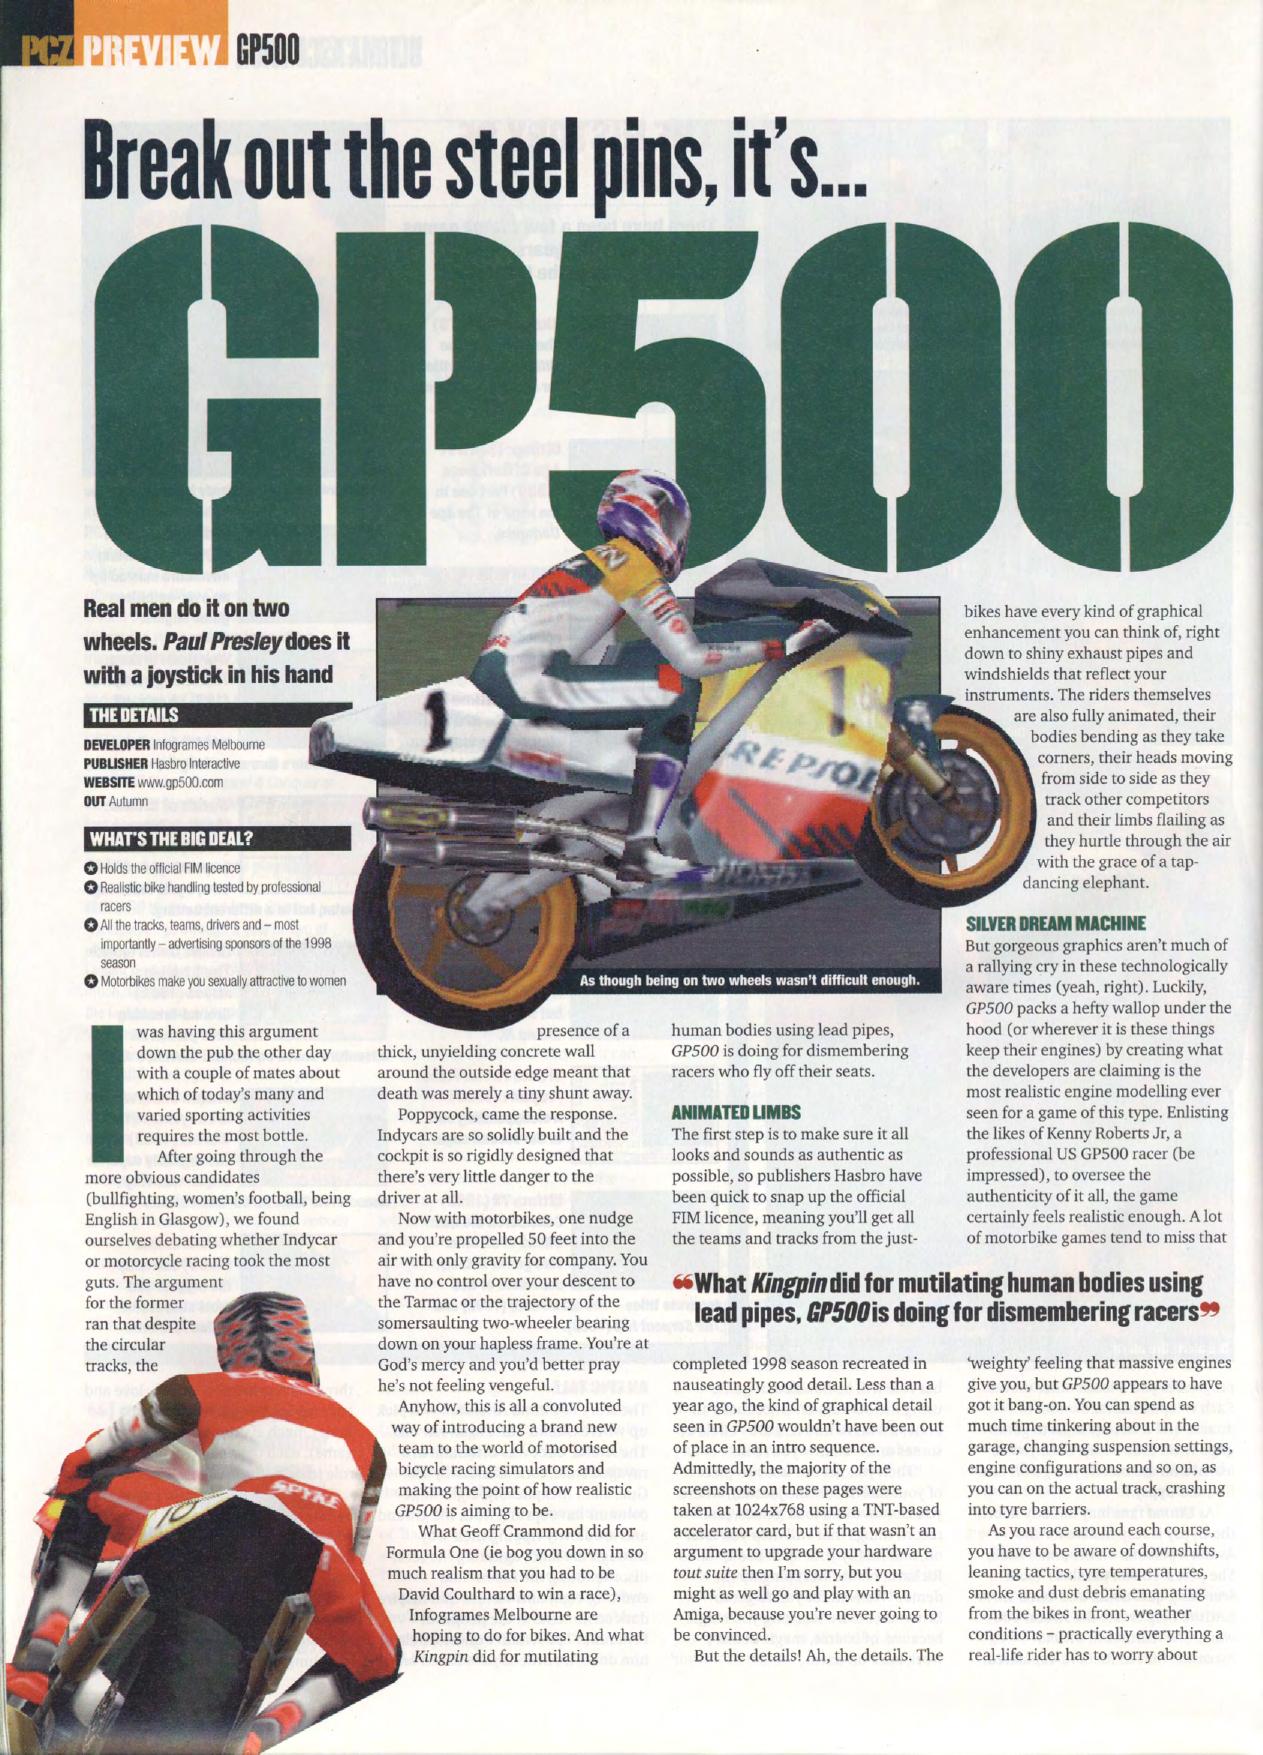 PCZ PREVIEW GP500
Break out the steel pins, it's...
GP500
Real men do it on two
wheels. Paul Presley does it
with a joystick in his hand
THE DETAILS
DEVELOPER Infogrames Melbourne
PUBLISHER Hasbro Interactive
WEBSITE www.gp500.com
OUT Autumn
WHAT'S THE BIG DEAL?
Holds the official FIM licence
Realistic bike handling tested by professional
racers
All the tracks, teams, drivers and – most
importantly – advertising sponsors of the 1998
season
Motorbikes make you sexually attractive to women
1
1
REPSOL
HONDA
As though being on two wheels wasn't difficult enough.
I was having this argument
down the pub the other day
with a couple of mates about
which of today's many and
varied sporting activities
requires the most bottle.
After going through the
more obvious candidates
(bullfighting, women's football, being
English in Glasgow), we found
ourselves debating whether Indycar
or motorcycle racing took the most
guts. The argument
for the former
ran that despite
the circular
tracks, the
SPYKE
presence of a
thick, unyielding concrete wall
around the outside edge meant that
death was merely a tiny shunt away.
Poppycock, came the response.
Indycars are so solidly built and the
cockpit is so rigidly designed that
there's very little danger to the
driver at all.
Now with motorbikes, one nudge
and you're propelled 50 feet into the
air with only gravity for company. You
have no control over your descent to
the Tarmac or the trajectory of the
somersaulting two-wheeler bearing
down on your hapless frame. You're at
God's mercy and you'd better pray
he's not feeling vengeful.
Anyhow, this is all a convoluted
way of introducing a brand new
team to the world of motorised
bicycle racing simulators and
making the point of how realistic
GP500 is aiming to be.
What Geoff Crammond did for
Formula One (ie bog you down in so
much realism that you had to be
David Coulthard to win a race),
Infogrames Melbourne are
hoping to do for bikes. And what
Kingpin did for mutilating
human bodies using lead pipes,
GP500 is doing for dismembering
racers who fly off their seats.
ANIMATED LIMBS
The first step is to make sure it all
looks and sounds as authentic as
possible, so publishers Hasbro have
been quick to snap up the official
FIM licence, meaning you'll get all
the teams and tracks from the just-
“What Kingpin did for mutilating human bodies using
lead pipes, GP500 is doing for dismembering racers”
completed 1998 season recreated in
nauseatingly good detail. Less than a
year ago, the kind of graphical detail
seen in GP500 wouldn't have been out
of place in an intro sequence.
Admittedly, the majority of the
screenshots on these pages were
taken at 1024x768 using a TNT-based
accelerator card, but if that wasn't an
argument to upgrade your hardware
tout suite then I'm sorry, but you
might as well go and play with an
Amiga, because you're never going to
be convinced.
But the details! Ah, the details. The
bikes have every kind of graphical
enhancement you can think of, right
down to shiny exhaust pipes and
windshields that reflect your
instruments. The riders themselves
are also fully animated, their
bodies bending as they take
corners, their heads moving
from side to side as they
track other competitors
and their limbs flailing as
they hurtle through the air
with the grace of a tap-
dancing elephant.
SILVER DREAM MACHINE
But gorgeous graphics aren't much of
a rallying cry in these technologically
aware times (yeah, right). Luckily,
GP500 packs a hefty wallop under the
hood (or wherever it is these things
keep their engines) by creating what
the developers are claiming is the
most realistic engine modelling ever
seen for a game of this type. Enlisting
the likes of Kenny Roberts Jr, a
professional US GP500 racer (be
impressed), to oversee the
authenticity of it all, the game
certainly feels realistic enough. A lot
of motorbike games tend to miss that
'weighty' feeling that massive engines
give you, but GP500 appears to have
got it bang-on. You can spend as
much time tinkering about in the
garage, changing suspension settings,
engine configurations and so on, as
you can on the actual track, crashing
into tyre barriers.
As you race around each course,
you have to be aware of downshifts,
leaning tactics, tyre temperatures,
smoke and dust debris emanating
from the bikes in front, weather
conditions – practically everything a
real-life rider has to worry about